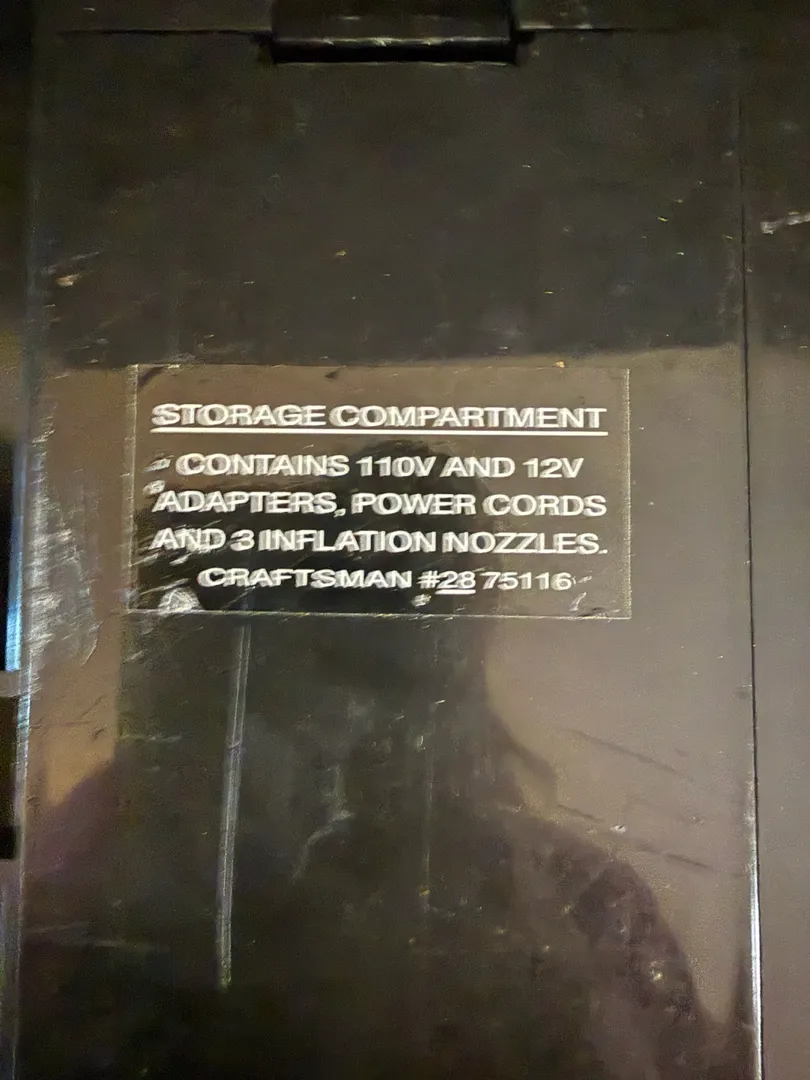 STORAGE COMPARTMENT
CONTAINS 110V AND 12V
ADAPTERS, POWER CORDS
AND 3 INFLATION NOZZLES.
CRAFTSMAN #28 75116